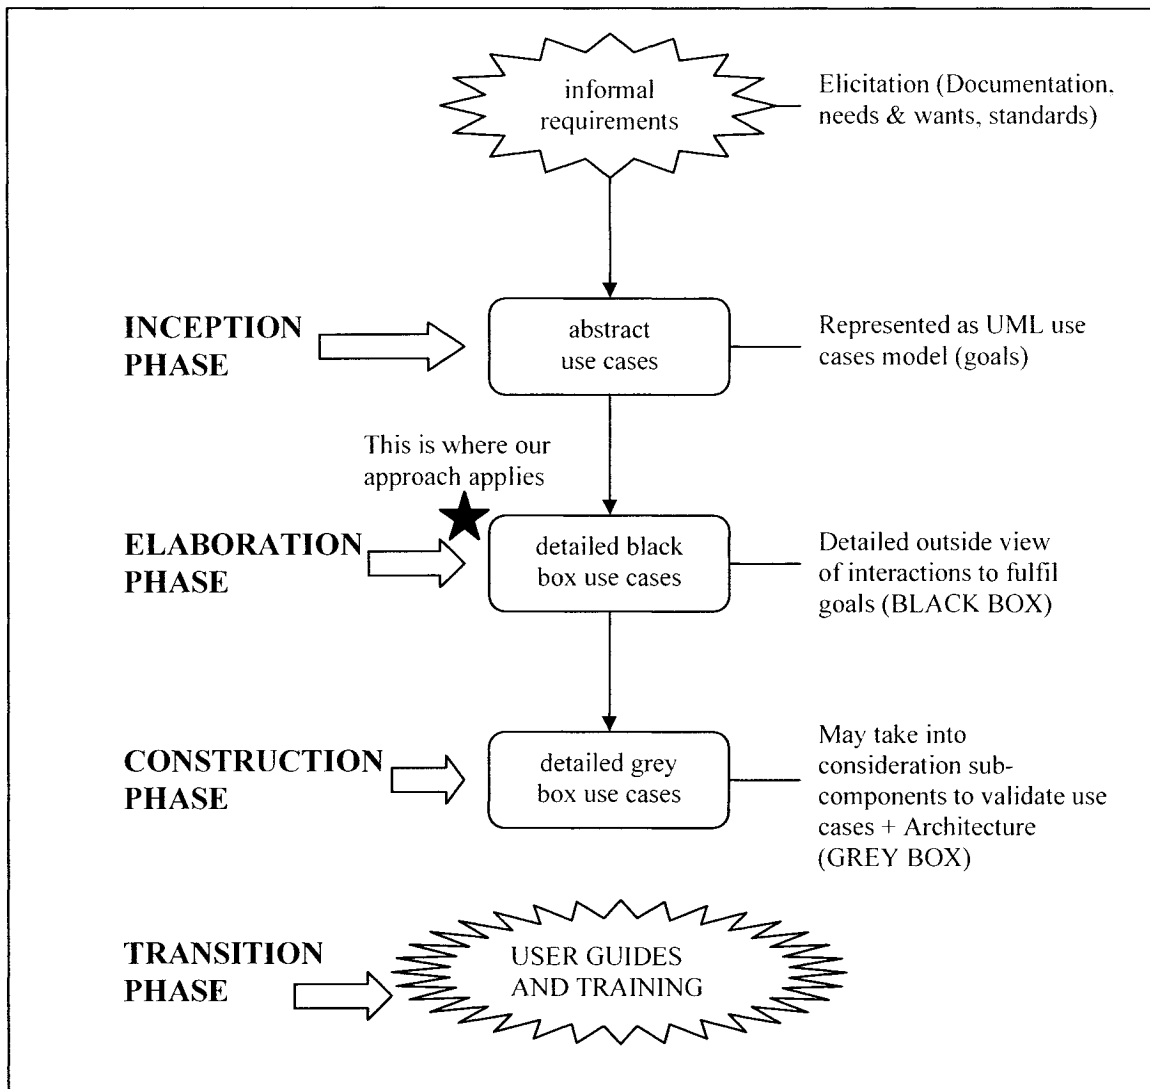 informal
requirements
Elicitation (Documentation,
needs & wants, standards)
INCEPTION
PHASE
abstract
use cases
Represented as UML use
cases model (goals)
This is where our
approach applies
ELABORATION
PHASE
detailed black
box use cases
Detailed outside view
of interactions to fulfil
goals (BLACK BOX)
CONSTRUCTION
PHASE
detailed grey
box use cases
May take into
consideration sub-
components to validate use
cases + Architecture
(GREY BOX)
TRANSITION
PHASE
USER GUIDES
AND TRAINING